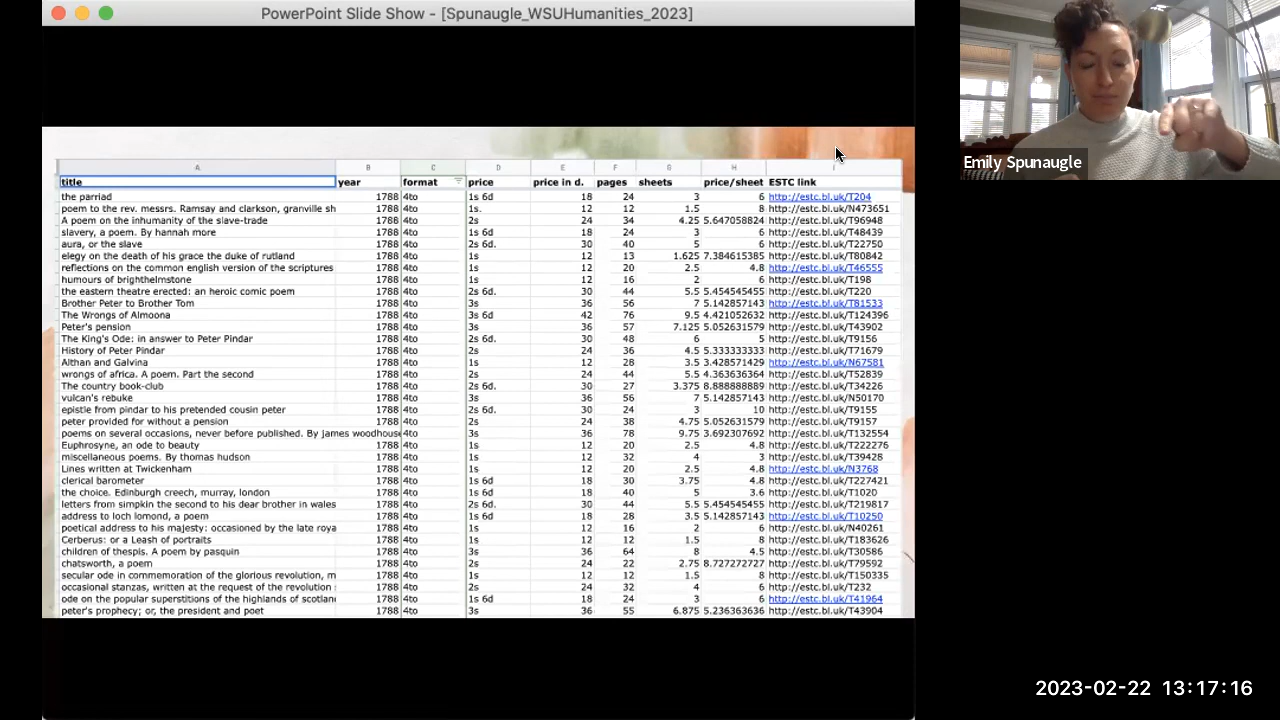 PowerPoint Slide Show - [Spunaugle_WSUHumanities_2023]
Emily Spunaugle
A B C D E F G H I
title year format price price in d. pages sheets price/sheet ESTC link
the parriad 1788 4to 1s 6d 18 24 3 6 http://estc.bl.uk/T204
poem to the rev. messrs. Ramsay and clarkson, granville sh 1788 4to 1s. 12 12 1.5 8 http://estc.bl.uk/N473651
A poem on the inhumanity of the slave-trade 1788 4to 2s 24 34 4.25 5.647058824 http://estc.bl.uk/T96948
slavery, a poem. By hannah more 1788 4to 1s 6d 18 24 3 6 http://estc.bl.uk/T48439
aura, or the slave 1788 4to 2s 6d. 30 40 5 6 http://estc.bl.uk/T22750
elegy on the death of his grace the duke of rutland 1788 4to 1s 12 13 1.625 7.384615385 http://estc.bl.uk/T80842
reflections on the common english version of the scriptures 1788 4to 1s 12 20 2.5 4.8 http://estc.bl.uk/T46555
humours of brighthelmstone 1788 4to 1s 12 16 2 6 http://estc.bl.uk/T198
the eastern theatre erected: an heroic comic poem 1788 4to 2s 6d. 30 44 5.5 5.454545455 http://estc.bl.uk/T220
Brother Peter to Brother Tom 1788 4to 3s 36 56 7 5.142857143 http://estc.bl.uk/T81533
The Wrongs of Almoona 1788 4to 3s 6d 42 76 9.5 4.421052632 http://estc.bl.uk/T124396
Peter's pension 1788 4to 3s 36 57 7.125 5.052631579 http://estc.bl.uk/T43902
The King's Ode: in answer to Peter Pindar 1788 4to 2s 6d. 30 48 6 5 http://estc.bl.uk/T9156
History of Peter Pindar 1788 4to 2s 24 36 4.5 5.333333333 http://estc.bl.uk/T71679
Althan and Galvina 1788 4to 1s 12 28 3.5 3.428571429 http://estc.bl.uk/N67581
wrongs of africa. A poem. Part the second 1788 4to 2s 24 44 5.5 4.363636364 http://estc.bl.uk/T52839
The country book-club 1788 4to 2s 6d. 30 27 3.375 8.888888889 http://estc.bl.uk/T34226
vulcan's rebuke 1788 4to 3s 36 56 7 5.142857143 http://estc.bl.uk/N50170
epistle from pindar to his pretended cousin peter 1788 4to 2s 6d. 30 24 3 10 http://estc.bl.uk/T9155
peter provided for without a pension 1788 4to 2s 24 38 4.75 5.052631579 http://estc.bl.uk/T9157
poems on several occasions, never before published. By james woodhouse 1788 4to 3s 36 78 9.75 3.692307692 http://estc.bl.uk/T132554
Euphrosyne, an ode to beauty 1788 4to 1s 12 20 2.5 4.8 http://estc.bl.uk/T222276
miscellaneous poems. By thomas hudson 1788 4to 1s 12 32 4 3 http://estc.bl.uk/T39428
Lines written at Twickenham 1788 4to 1s 12 20 2.5 4.8 http://estc.bl.uk/N3768
clerical barometer 1788 4to 1s 6d 18 30 3.75 4.8 http://estc.bl.uk/T227421
the choice. Edinburgh creech, murray, london 1788 4to 1s 6d 18 40 5 3.6 http://estc.bl.uk/T1020
letters from simpkin the second to his dear brother in wales 1788 4to 2s 6d. 30 44 5.5 5.454545455 http://estc.bl.uk/T219817
address to loch lomond, a poem 1788 4to 1s 6d 18 28 3.5 5.142857143 http://estc.bl.uk/T10250
poetical address to his majesty: occasioned by the late roya 1788 4to 1s 12 16 2 6 http://estc.bl.uk/N40261
Cerberus: or a Leash of portraits 1788 4to 1s 12 12 1.5 8 http://estc.bl.uk/T183626
children of thespis. A poem by pasquin 1788 4to 3s 36 64 8 4.5 http://estc.bl.uk/T30586
chatsworth, a poem 1788 4to 2s 24 22 2.75 8.727272727 http://estc.bl.uk/T79592
secular ode in commemoration of the glorious revolution, m 1788 4to 1s 12 12 1.5 8 http://estc.bl.uk/T150335
occasional stanzas, written at the request of the revolution 1788 4to 2s 24 32 4 6 http://estc.bl.uk/T232
ode on the popular superstitions of the highlands of scotlan 1788 4to 1s 6d 18 24 3 6 http://estc.bl.uk/T41964
peter's prophecy; or, the president and poet 1788 4to 3s 36 55 6.875 5.236363636 http://estc.bl.uk/T43904
2023-02-22 13:17:16